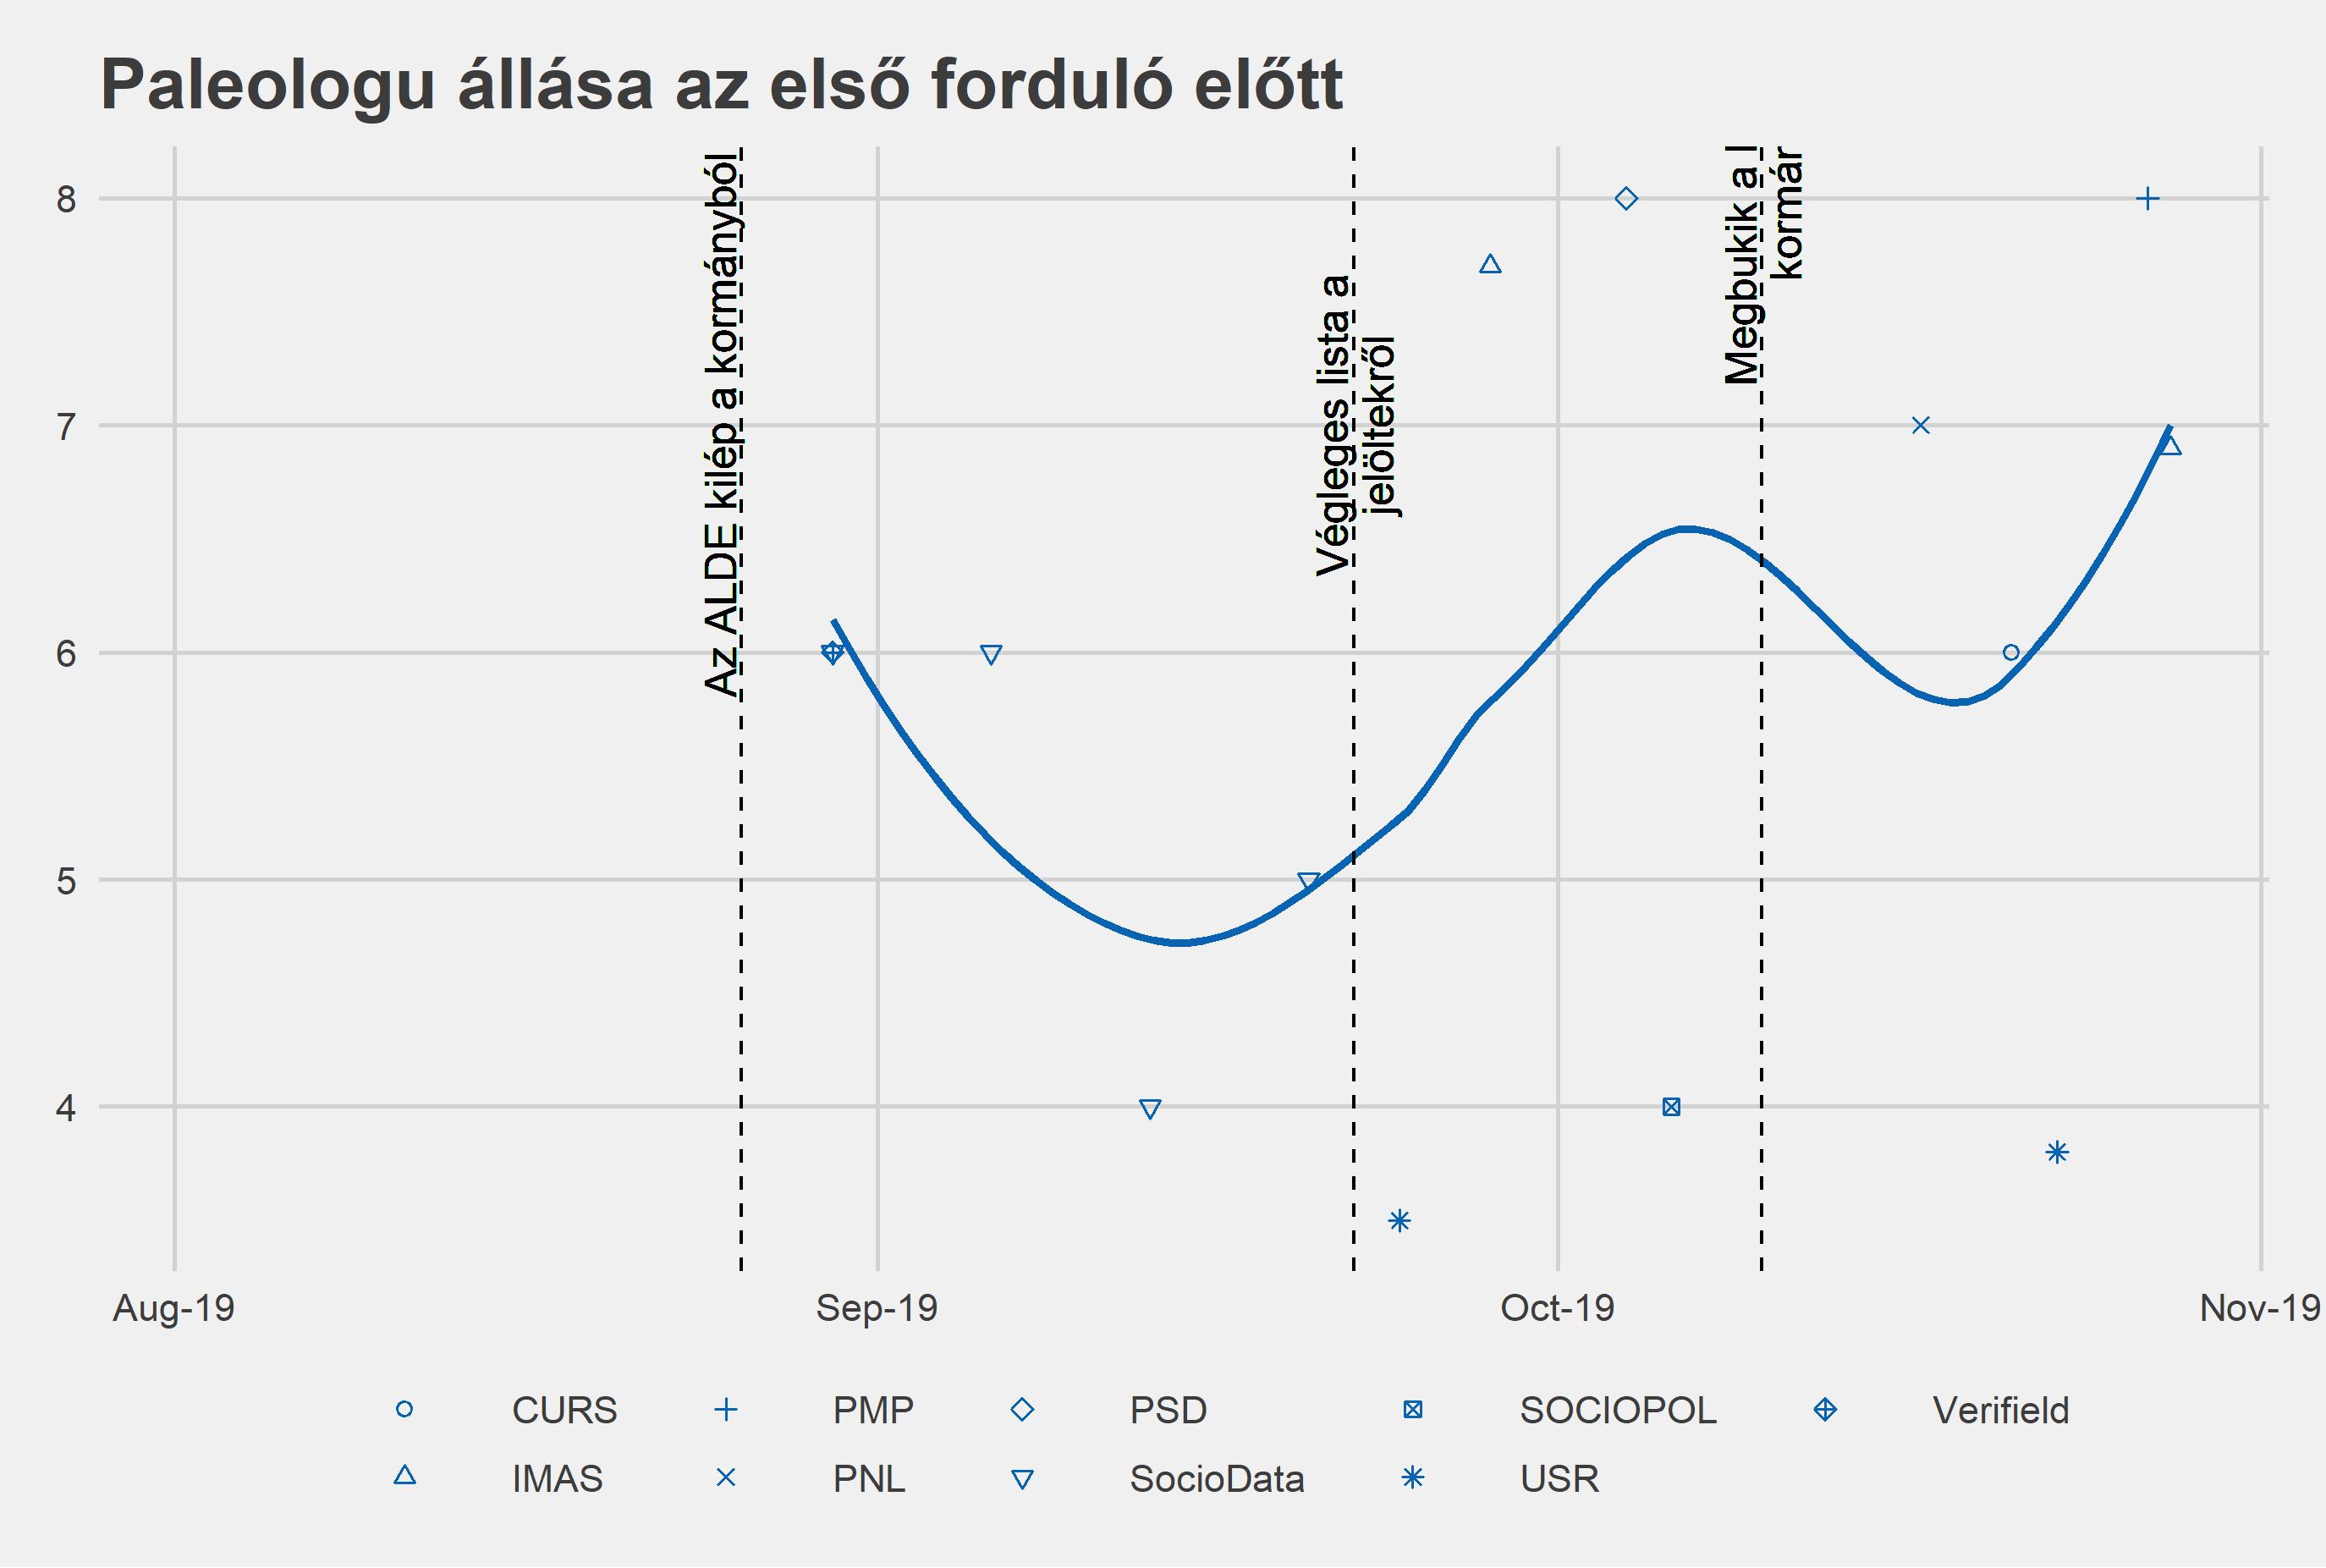 Paleologu állása az első forduló előtt
8
7
6
5
4
Az ALDE kilép a kormányból
Végleges lista a
jelöltekről
Megbukik a
Aug-19
Sep-19
Oct-19
Nov-19
CURS
PMP
PSD
SOCIOPOL
Verifield
IMAS
PNL
SocioData
USR